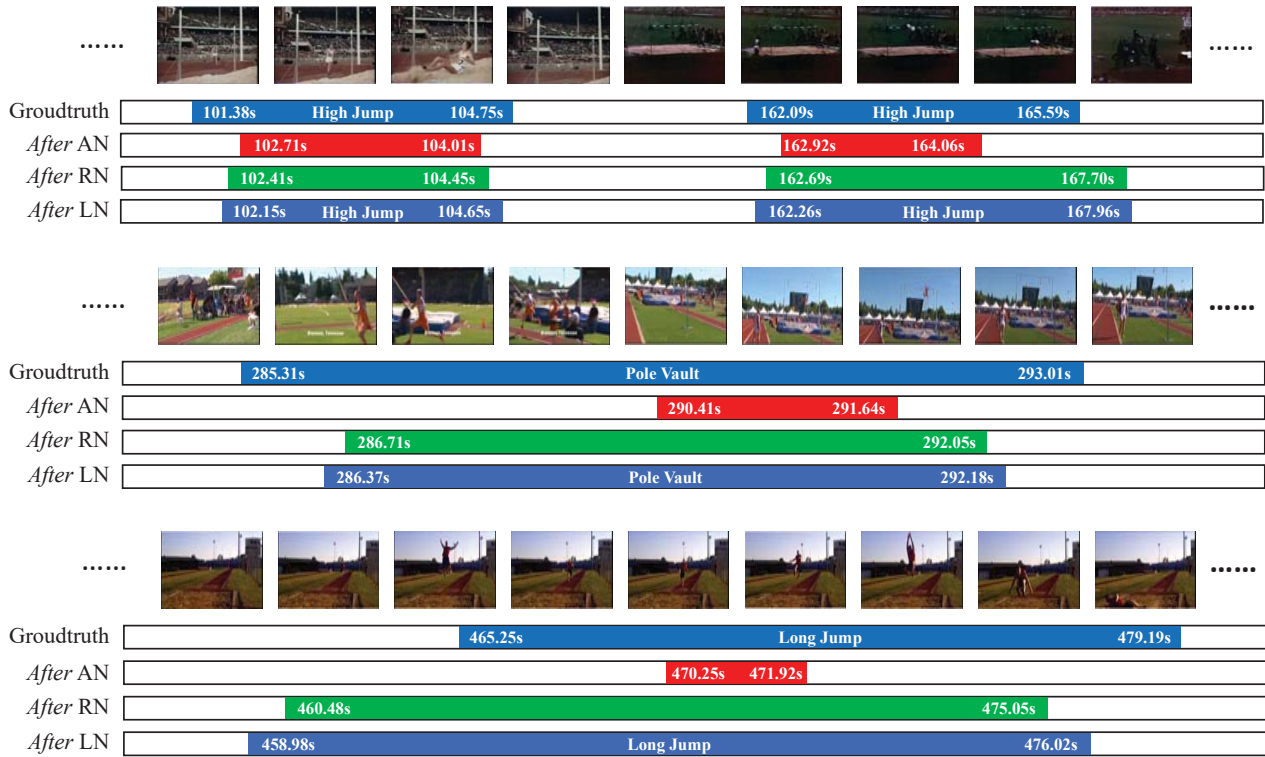 ...... ......
Groudtruth 101.38s High Jump 104.75s 162.09s High Jump 165.59s
After AN 102.71s 104.01s 162.92s 164.06s
After RN 102.41s 104.45s 162.69s 167.70s
After LN 102.15s High Jump 104.65s 162.26s High Jump 167.96s
...... ......
Groudtruth 285.31s Pole Vault 293.01s
After AN 290.41s 291.64s
After RN 286.71s 292.05s
After LN 286.37s Pole Vault 292.18s
...... ......
Groudtruth 465.25s Long Jump 479.19s
After AN 470.25s 471.92s
After RN 460.48s 475.05s
After LN 458.98s Long Jump 476.02s